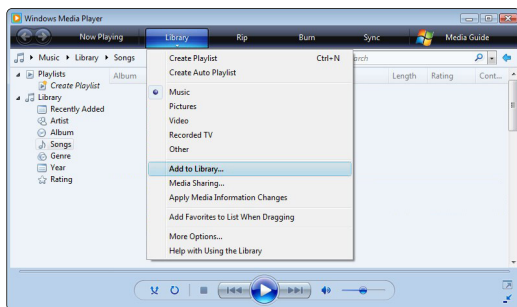 Windows Media Player
Now Playing Library Rip Burn Sync Media Guide
Music Library Songs
Playlists
Create Playlist
Library
Recently Added
Artist
Album
Songs
Genre
Year
Rating
Album
Create Playlist Ctrl+N
Create Auto Playlist
Music
Pictures
Video
Recorded TV
Other
Add to Library...
Media Sharing...
Apply Media Information Changes
Add Favorites to List When Dragging
More Options...
Help with Using the Library
Length Rating Cont...